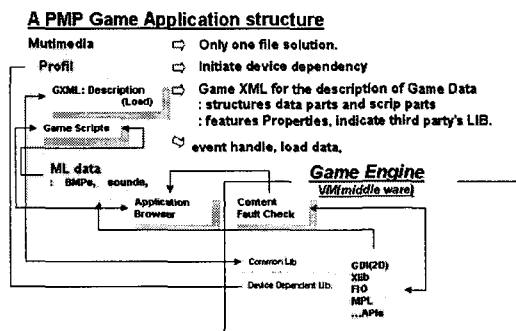 A PMP Game Application structure
Mutimedia
⇨ Only one file solution.
Profil
⇨ Initiate device dependency
GXML: Description
(Load)
⇨ Game XML for the description of Game Data
: structures data parts and scrip parts
: features Properties, indicate third party's LIB.
Game Scripts
event handle, load data,
ML data
: BMPs, sounds,
Game Engine
VM(middle ware)
Application
Browser
Content
Fault Check
Common Lib
Device Dependent Lib.
GDI(2D)
Xlib
FIO
MPL
...APIs